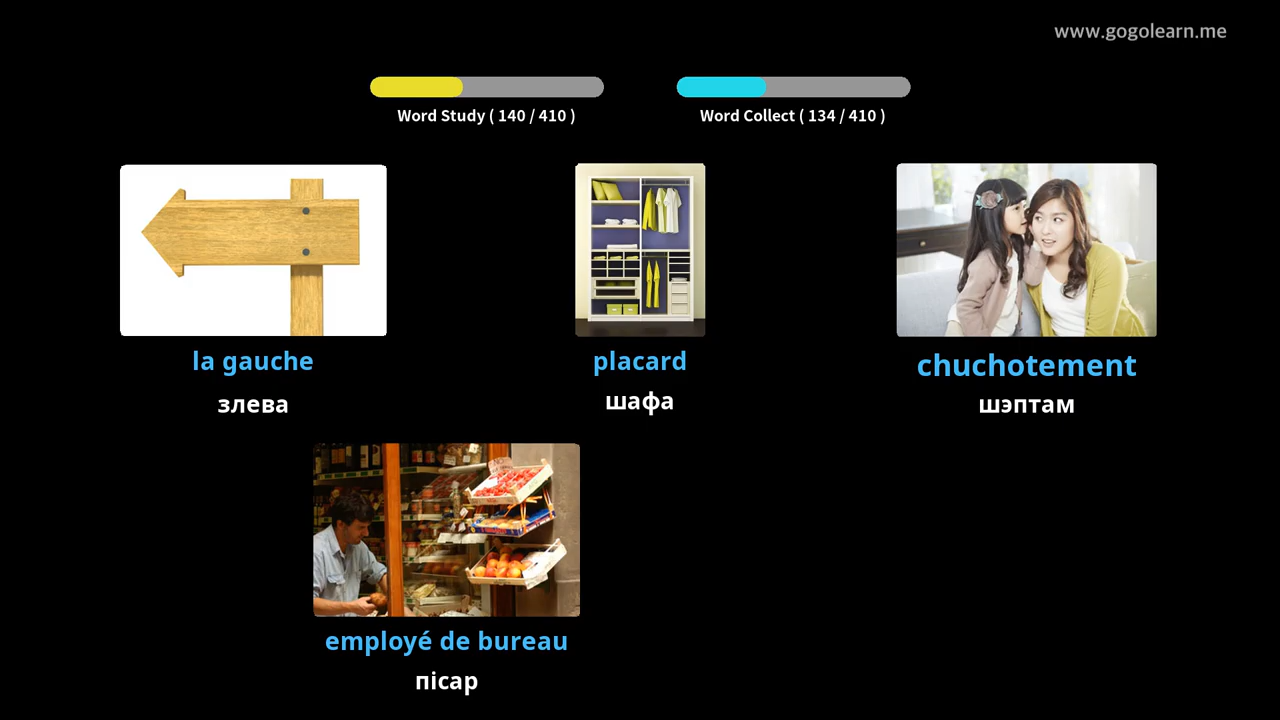 www.gogolearn.me
Word Study ( 140 / 410 )
Word Collect ( 134 / 410 )
la gauche
злева
placard
шафа
chuchotement
шэптам
employé de bureau
пісар